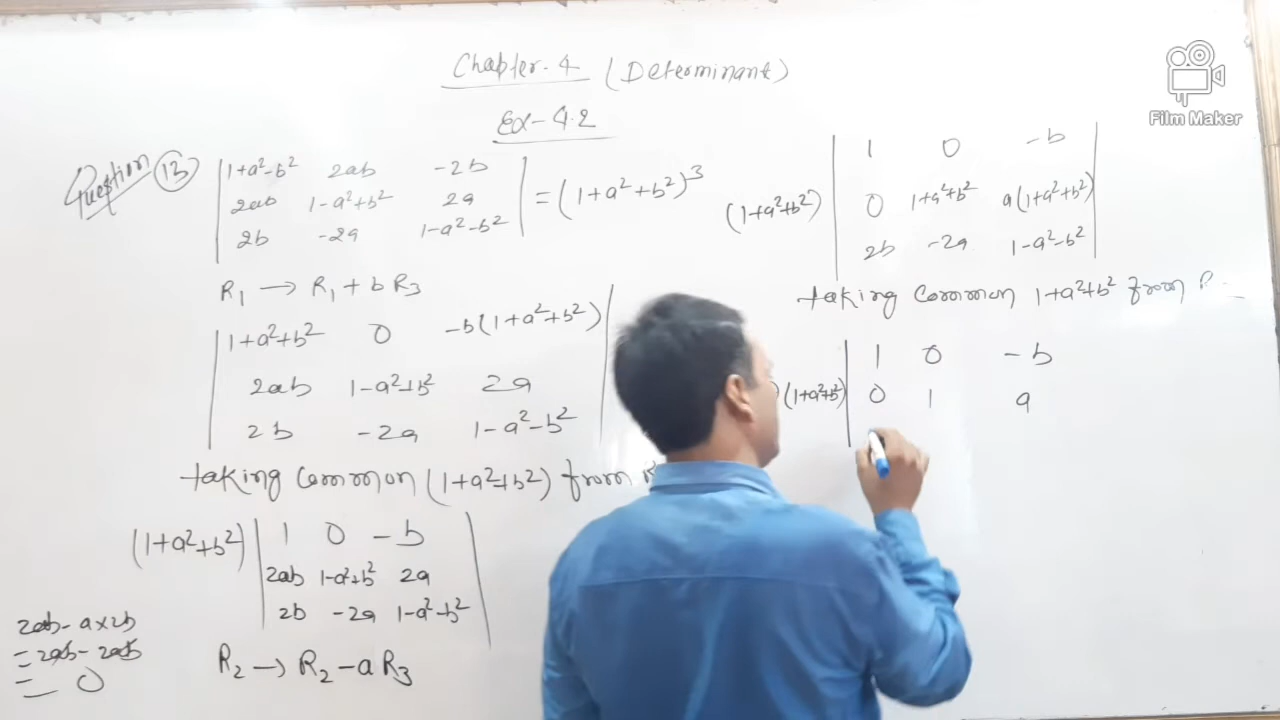 Chapter-4 (Determinant)
Ex-4.2
Question 13 | 1+a²-b² 2ab -2b |
| 2ab 1-a²+b² 2a | = (1+a²+b²)³
| 2b -2a 1-a²-b² |
R₁ → R₁ + bR₃
| 1+a²+b² 0 -b(1+a²+b²) |
| 2ab 1-a²+b² 2a |
| 2b -2a 1-a²-b² |
taking common (1+a²+b²) from
(1+a²+b²) | 1 0 -b |
| 2ab 1-a²+b² 2a |
| 2b -2a 1-a²-b² |
2ab - a×2b
= 2ab - 2ab
= 0
R₂ → R₂ - aR₃
Film Maker
| 1 0 -b |
(1+a²+b²) | 0 1+a²+b² a(1+a²+b²) |
| 2b -2a 1-a²-b² |
taking common 1+a²+b² from
| 1 0 -b
(1+a²+b²) | 0 1 a